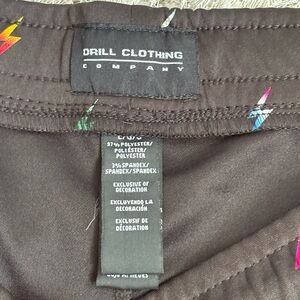 DRILL CLOTHING
COMPANY
97% POLYESTER/
POLIÉSTER/
POLYESTER
3% SPANDEX/
SPANDEX/SPANDEX
EXCLUSIVE OF
DECORATION
EXCLUYENDO LA
DECORACIÓN
EXCLUSIF DE
DÉCORATION